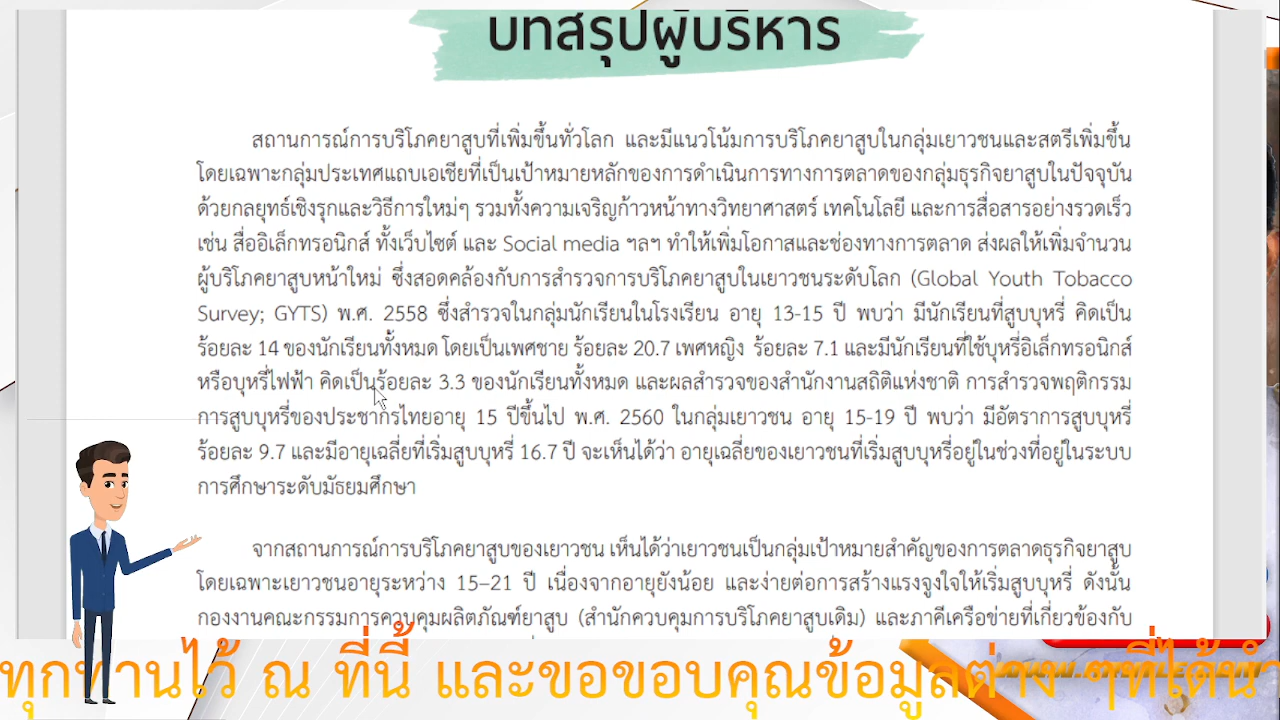 บทสรุปผู้บริหาร
สถานการณ์การบริโภคยาสูบที่เพิ่มขึ้นทั่วโลก และมีแนวโน้มการบริโภคยาสูบในกลุ่มเยาวชนและสตรีเพิ่มขึ้น
โดยเฉพาะกลุ่มประเทศแถบเอเชียที่เป็นเป้าหมายหลักของการดำเนินการทางการตลาดของกลุ่มธุรกิจยาสูบในปัจจุบัน
ด้วยกลยุทธ์เชิงรุกและวิธีการใหม่ๆ รวมทั้งความเจริญก้าวหน้าทางวิทยาศาสตร์ เทคโนโลยี และการสื่อสารอย่างรวดเร็ว
เช่น สื่ออิเล็กทรอนิกส์ ทั้งเว็บไซต์ และ Social media ฯลฯ ทำให้เพิ่มโอกาสและช่องทางการตลาด ส่งผลให้เพิ่มจำนวน
ผู้บริโภคยาสูบหน้าใหม่ ซึ่งสอดคล้องกับการสำรวจการบริโภคยาสูบในเยาวชนระดับโลก (Global Youth Tobacco
Survey; GYTS) พ.ศ. 2558 ซึ่งสำรวจในกลุ่มนักเรียนในโรงเรียน อายุ 13-15 ปี พบว่า มีนักเรียนที่สูบบุหรี่ คิดเป็น
ร้อยละ 14 ของนักเรียนทั้งหมด โดยเป็นเพศชาย ร้อยละ 20.7 เพศหญิง ร้อยละ 7.1 และมีนักเรียนที่ใช้บุหรี่อิเล็กทรอนิกส์
หรือบุหรี่ไฟฟ้า คิดเป็นร้อยละ 3.3 ของนักเรียนทั้งหมด และผลสำรวจของสำนักงานสถิติแห่งชาติ การสำรวจพฤติกรรม
การสูบบุหรี่ของประชากรไทยอายุ 15 ปีขึ้นไป พ.ศ. 2560 ในกลุ่มเยาวชน อายุ 15-19 ปี พบว่า มีอัตราการสูบบุหรี่
ร้อยละ 9.7 และมีอายุเฉลี่ยที่เริ่มสูบบุหรี่ 16.7 ปี จะเห็นได้ว่า อายุเฉลี่ยของเยาวชนที่เริ่มสูบบุหรี่อยู่ในช่วงที่อยู่ในระบบ
การศึกษาระดับมัธยมศึกษา
จากสถานการณ์การบริโภคยาสูบของเยาวชน เห็นได้ว่าเยาวชนเป็นกลุ่มเป้าหมายสำคัญของการตลาดธุรกิจยาสูบ
โดยเฉพาะเยาวชนอายุระหว่าง 15–21 ปี เนื่องจากอายุยังน้อย และง่ายต่อการสร้างแรงจูงใจให้เริ่มสูบบุหรี่ ดังนั้น
กองงานคณะกรรมการควบคุมผลิตภัณฑ์ยาสูบ (สำนักควบคุมการบริโภคยาสูบเดิม) และภาคีเครือข่ายที่เกี่ยวข้องกับ
ทุกท่านไว้ ณ ที่นี้ และขอขอบคุณข้อมูลต่าง ๆที่ได้นำ